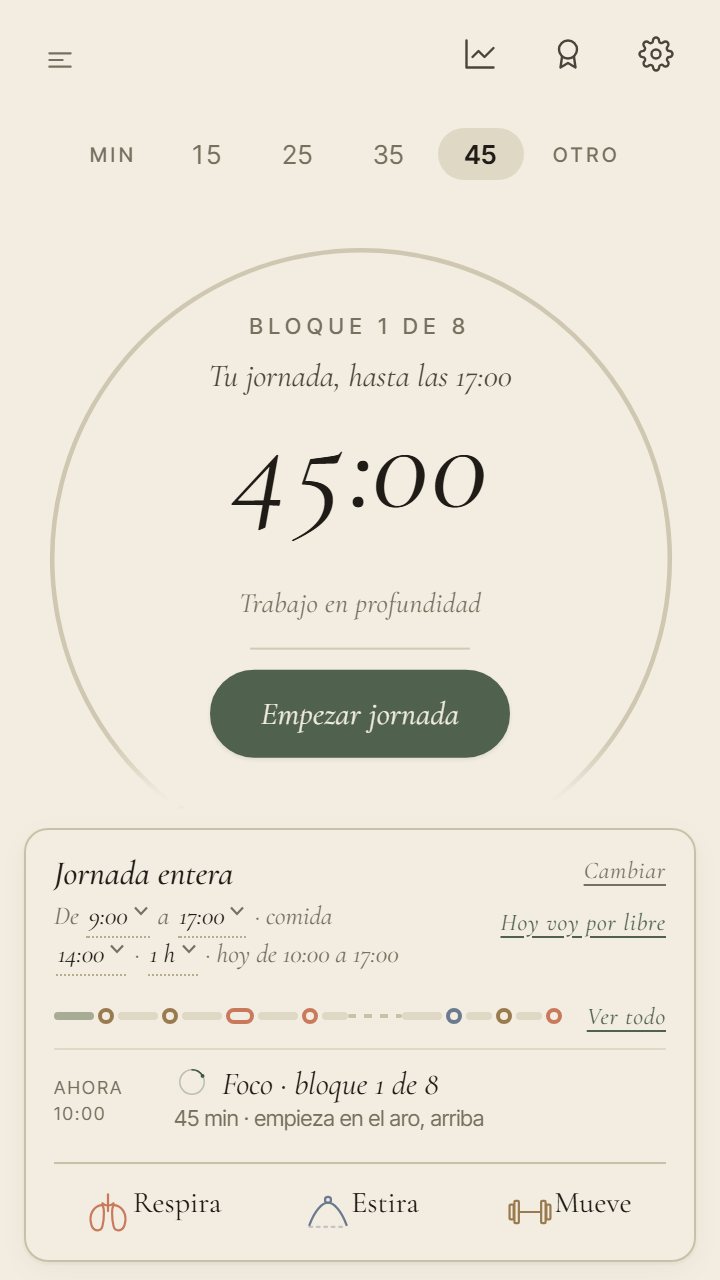 MIN 15 25 35 45 OTRO
BLOQUE 1 DE 8
Tu jornada, hasta las 17:00
45:00
Trabajo en profundidad
Empezar jornada
Jornada entera
Cambiar
De 9:00 a 17:00 · comida
Hoy voy por libre
14:00 · 1 h · hoy de 10:00 a 17:00
Ver todo
AHORA
10:00
Foco · bloque 1 de 8
45 min · empieza en el aro, arriba
Respira Estira Mueve